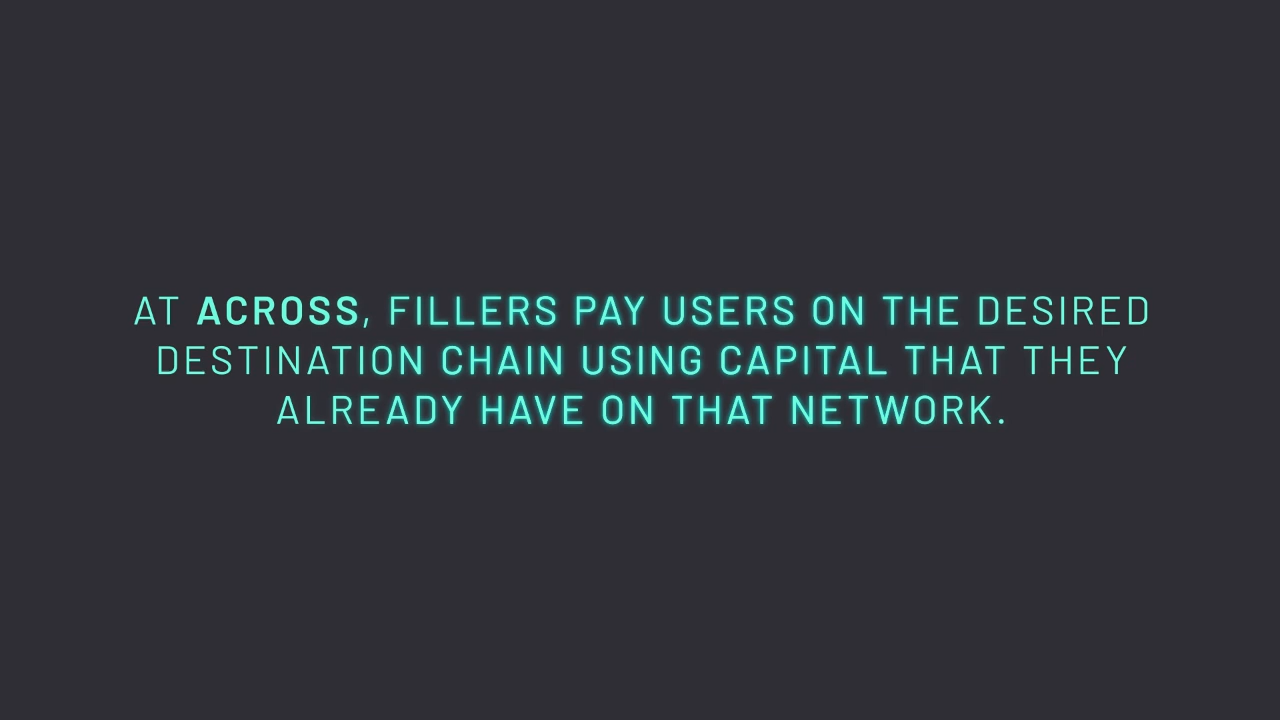 AT ACROSS, FILLERS PAY USERS ON THE DESIRED
DESTINATION CHAIN USING CAPITAL THAT THEY
ALREADY HAVE ON THAT NETWORK.